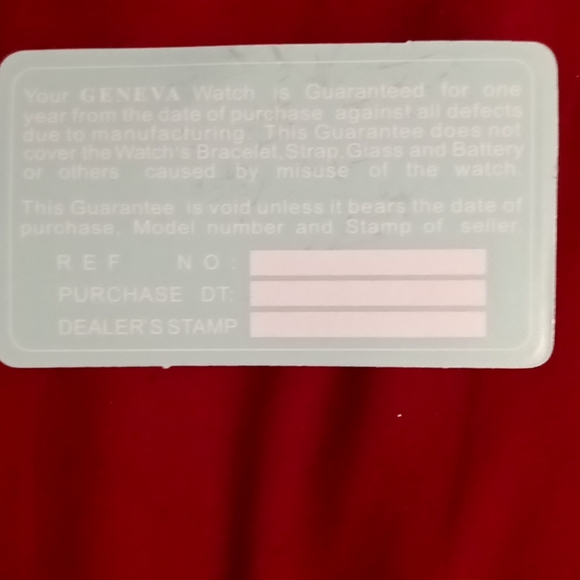 Your GENEVA Watch is Guaranteed for one
year from the date of purchase against all defects
due to manufacturing. This Guarantee does not
cover the Watch's Bracelet, Strap, Glass and Battery
or others caused by misuse of the watch.
This Guarantee is void unless it bears the date of
purchase. Model number and Stamp of seller
REF NO:
PURCHASE DT:
DEALER'S STAMP